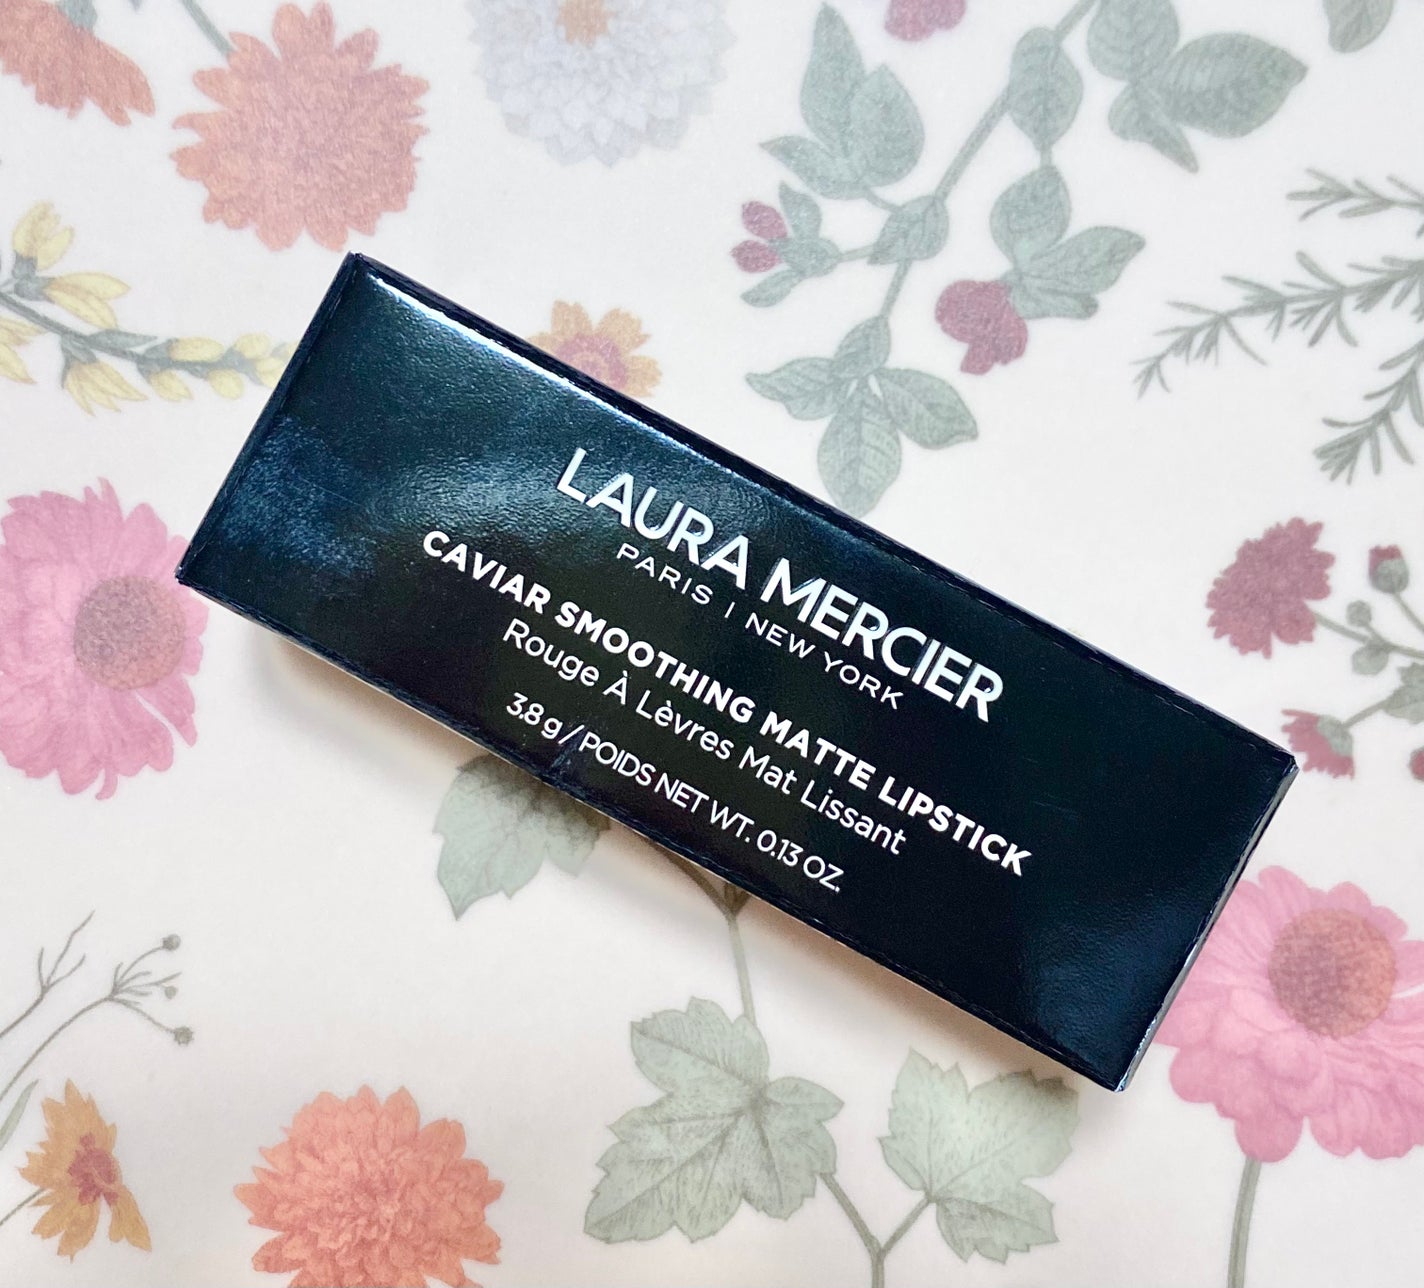 LAURA MERCIER
PARIS | NEW YORK
CAVIAR SMOOTHING MATTE LIPSTICK
Rouge À Lèvres Mat Lissant
3.8 g / POIDS NET WT. 0.13 OZ.